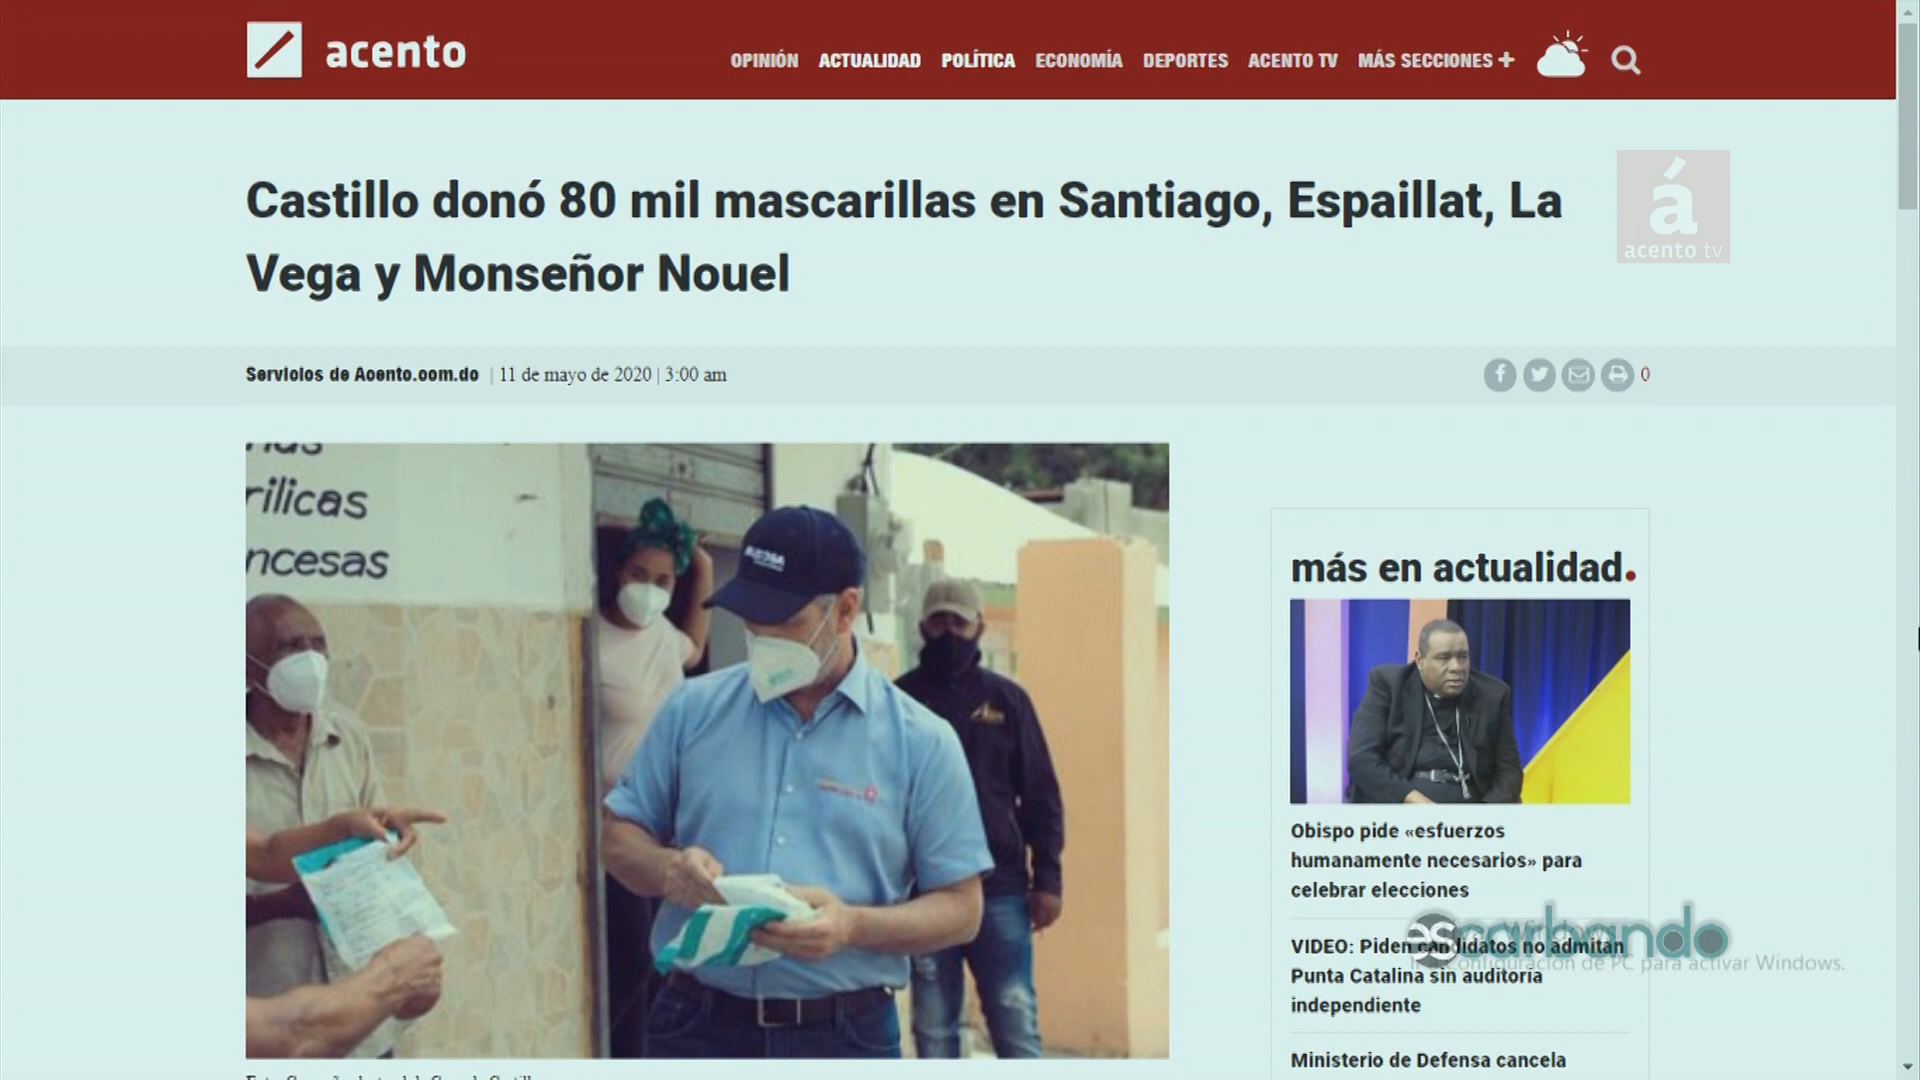 acento
OPINIÓN ACTUALIDAD POLÍTICA ECONOMÍA DEPORTES ACENTO TV MÁS SECCIONES +
Castillo donó 80 mil mascarillas en Santiago, Espaillat, La
Vega y Monseñor Nouel
á
acento tv
Servicios de Acento.com.do | 11 de mayo de 2020 | 3:00 am
0
rilicas
ncesas
más en actualidad.
Obispo pide «esfuerzos
humanamente necesarios» para
celebrar elecciones
escarbando
VIDEO: Piden candidatos no admitan
Punta Catalina sin auditoría
independiente
Configuración de PC para activar Windows.
Ministerio de Defensa cancela